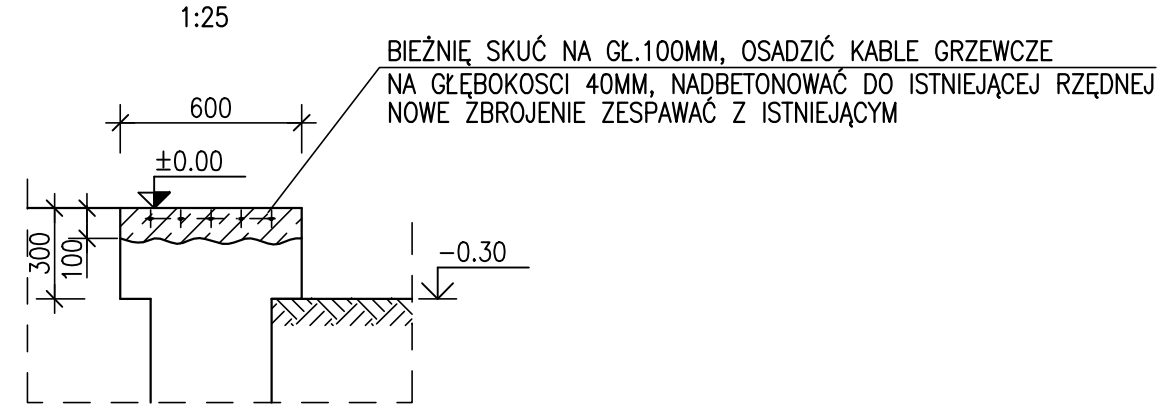 1:25
BIEŻNIĘ SKUĆ NA GŁ.100MM, OSADZIĆ KABLE GRZEWCZE
NA GŁĘBOKOSCI 40MM, NADBETONOWAĆ DO ISTNIEJĄCEJ RZĘDNEJ
NOWE ZBROJENIE ZESPAWAĆ Z ISTNIEJĄCYM
600
±0.00
300
100
-0.30